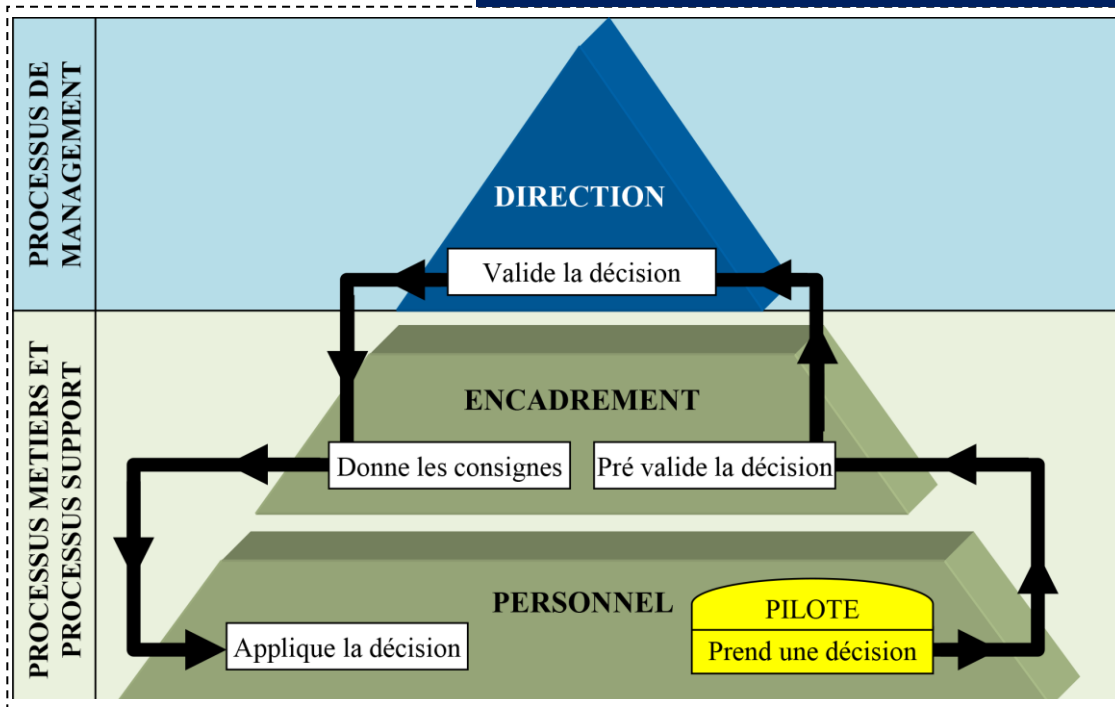 PROCESSUS DE
MANAGEMENT
DIRECTION
Valide la décision
PROCESSUS METIERS ET
PROCESSUS SUPPORT
ENCADREMENT
Donne les consignes
Pré valide la décision
PERSONNEL
PILOTE
Applique la décision
Prend une décision